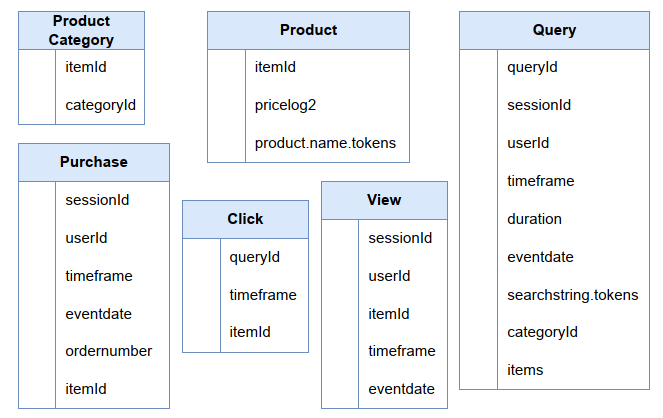 Product
Category
itemId
categoryId
Product
itemId
pricelog2
product.name.tokens
Query
queryId
sessionId
userId
timeframe
duration
eventdate
searchstring.tokens
categoryId
items
Purchase
sessionId
userId
timeframe
eventdate
ordernumber
itemId
Click
queryId
timeframe
itemId
View
sessionId
userId
itemId
timeframe
eventdate